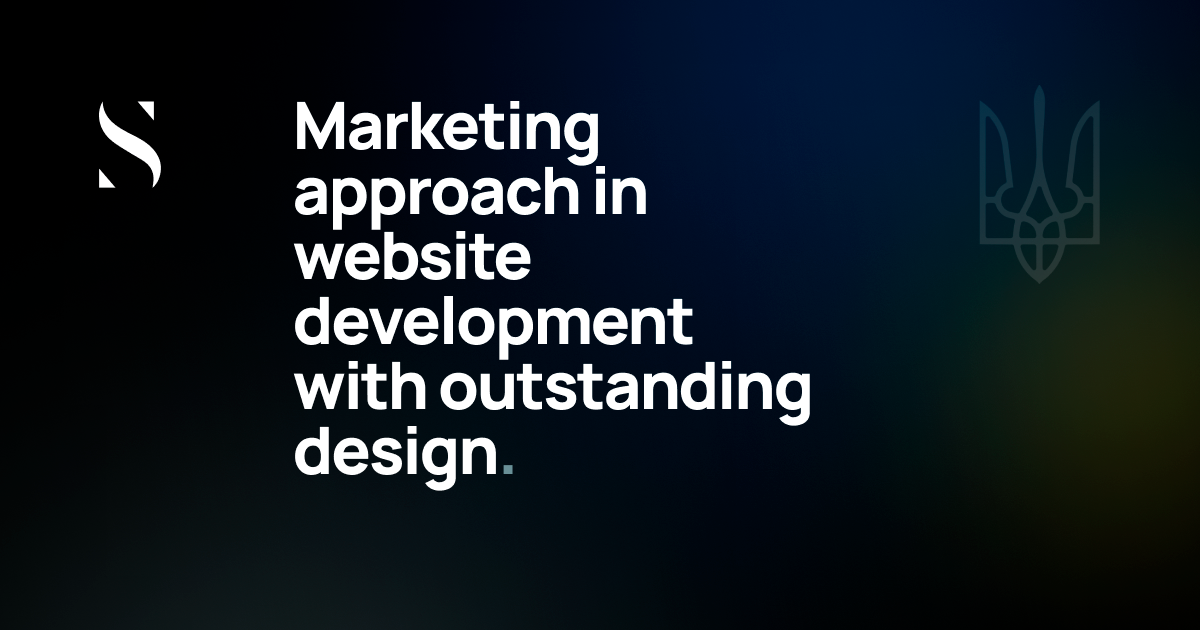 S
Marketing
approach in
website
development
with outstanding
design.